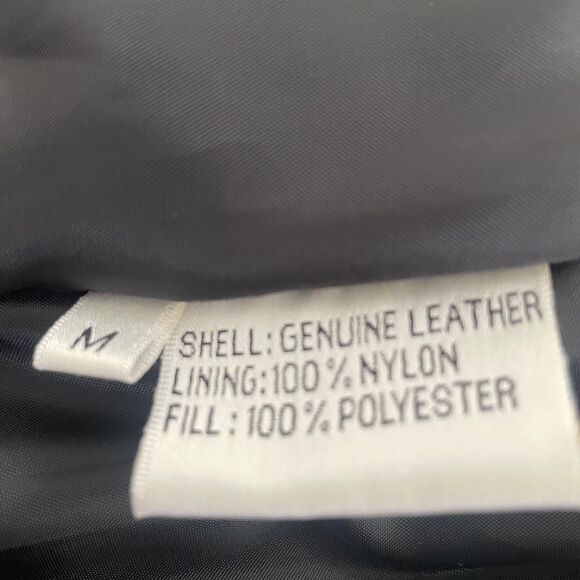 M
SHELL: GENUINE LEATHER
LINING: 100% NYLON
FILL: 100% POLYESTER